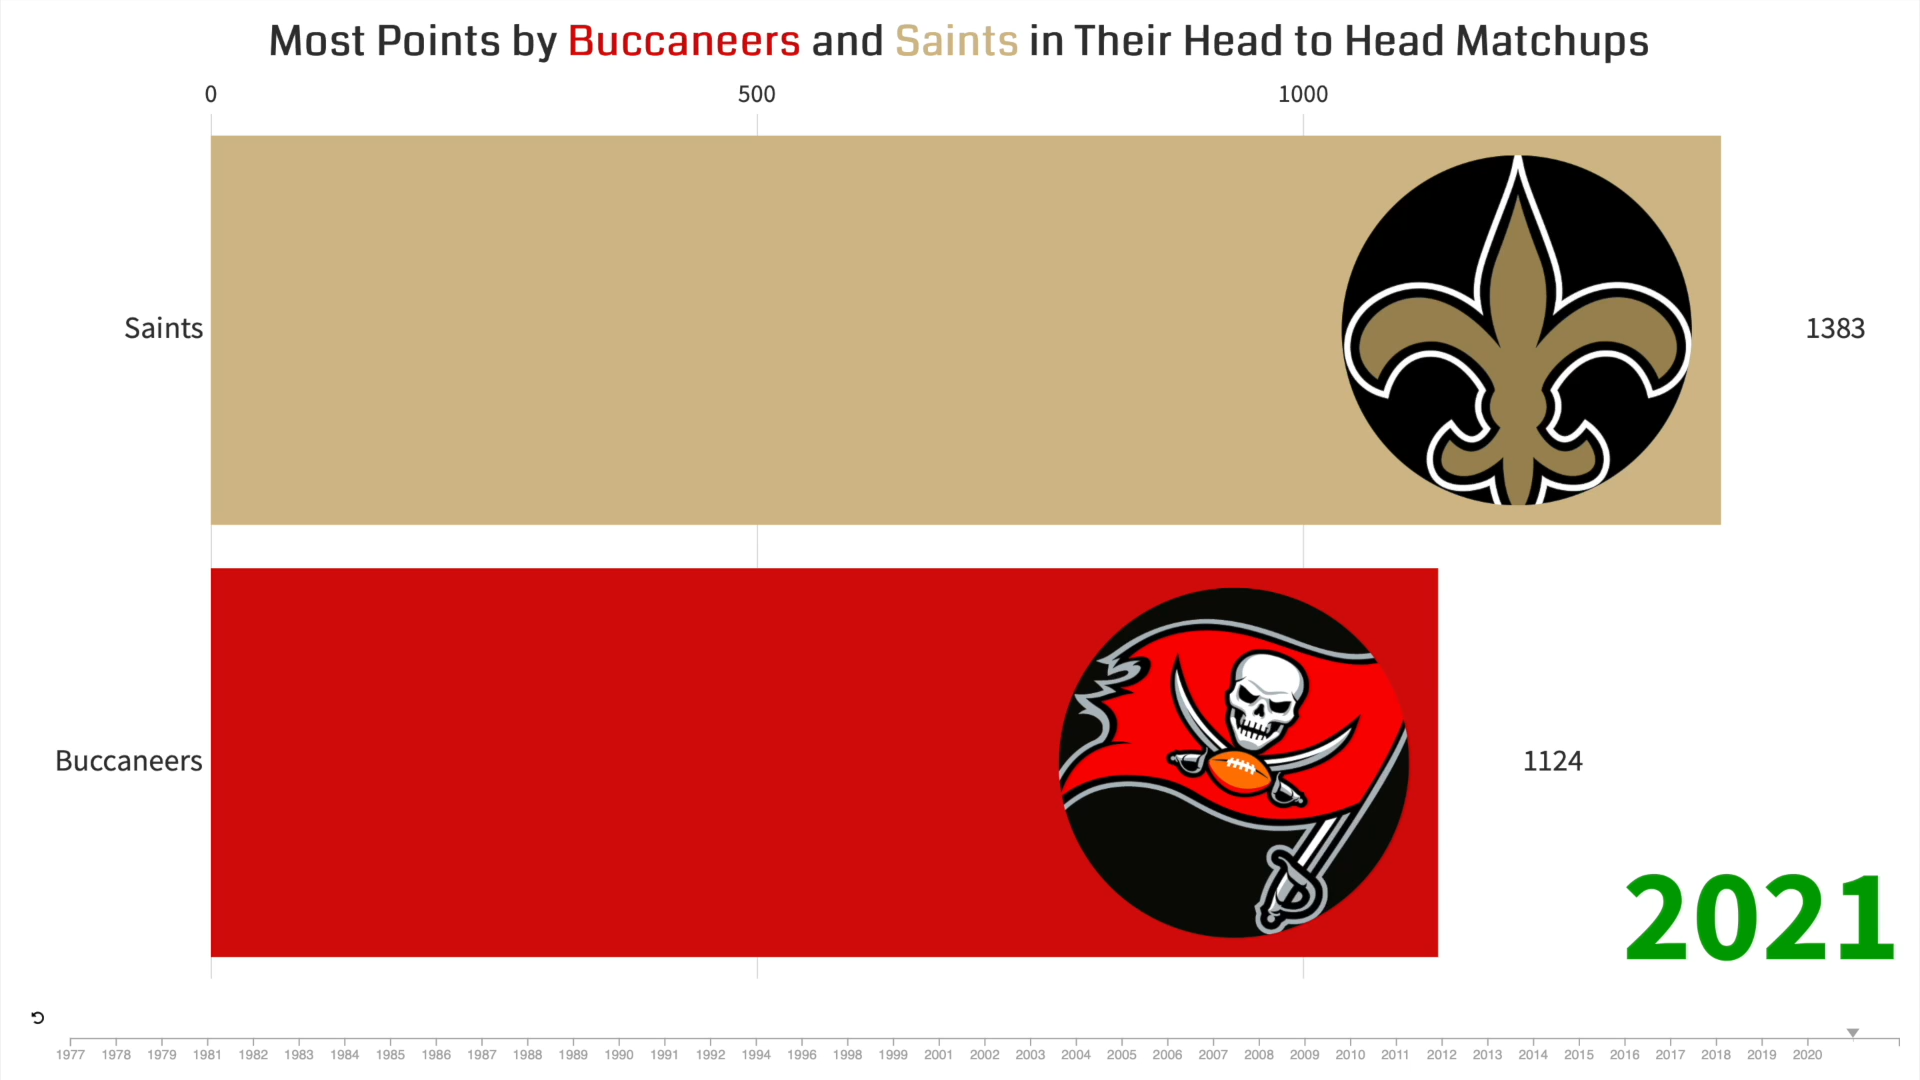 Most Points by Buccaneers and Saints in Their Head to Head Matchups
0 500 1000
Saints 1383
Buccaneers 1124
2021
1977 1978 1979 1981 1982 1983 1984 1985 1986 1987 1988 1989 1990 1991 1992 1994 1996 1998 1999 2001 2002 2003 2004 2005 2006 2007 2008 2009 2010 2011 2012 2013 2014 2015 2016 2017 2018 2019 2020